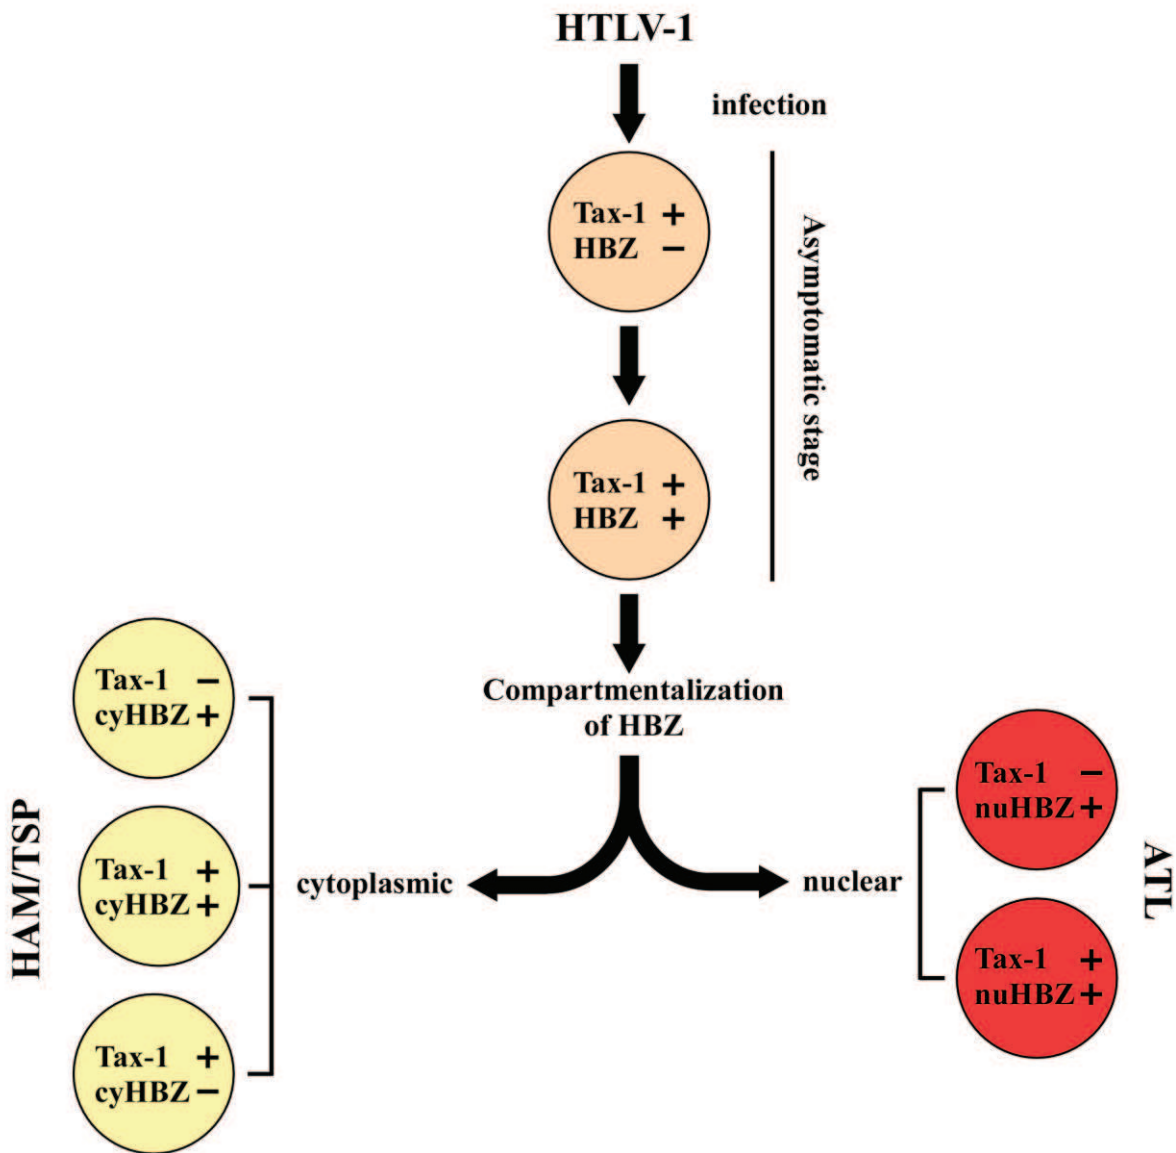 HTLV-1
infection
Tax-1 +
HBZ −
Asymptomatic stage
Tax-1 +
HBZ +
Compartmentalization
of HBZ
cytoplasmic
nuclear
HAM/TSP
Tax-1 −
cyHBZ +
Tax-1 +
cyHBZ +
Tax-1 +
cyHBZ −
Tax-1 −
nuHBZ +
Tax-1 +
nuHBZ +
ATL